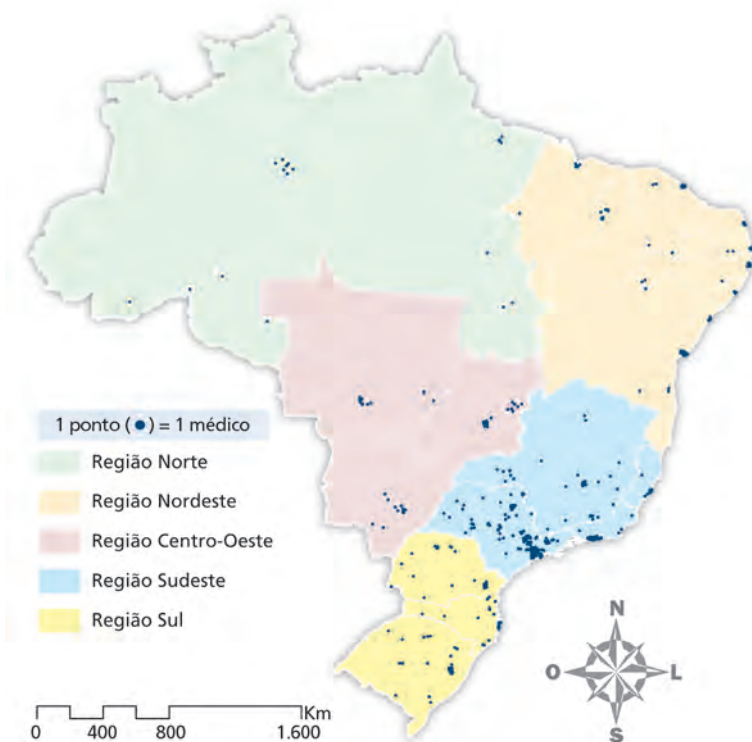 1 ponto (•) = 1 médico
Região Norte
Região Nordeste
Região Centro-Oeste
Região Sudeste
Região Sul
N
O L
S
Km
0 400 800 1.600